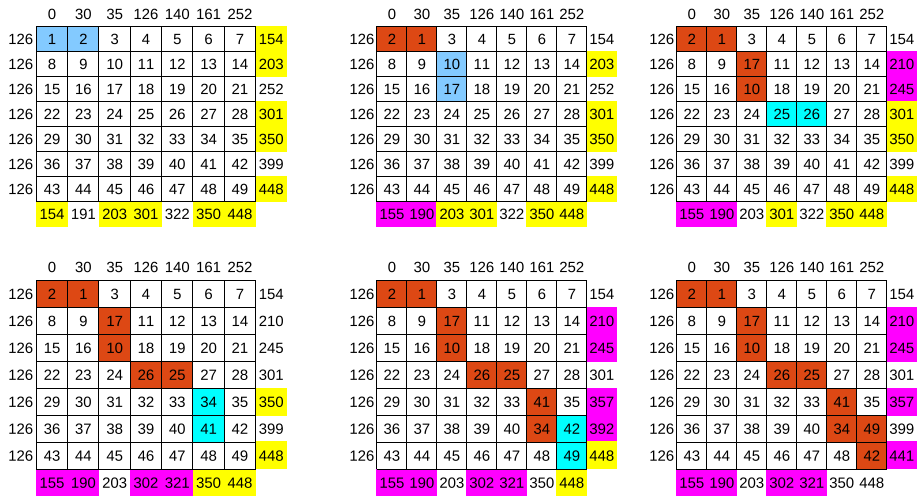 0 30 35 126 140 161 252
126 1 2 3 4 5 6 7 154
126 8 9 10 11 12 13 14 203
126 15 16 17 18 19 20 21 252
126 22 23 24 25 26 27 28 301
126 29 30 31 32 33 34 35 350
126 36 37 38 39 40 41 42 399
126 43 44 45 46 47 48 49 448
154 191 203 301 322 350 448
0 30 35 126 140 161 252
126 2 1 3 4 5 6 7 154
126 8 9 10 11 12 13 14 203
126 15 16 17 18 19 20 21 252
126 22 23 24 25 26 27 28 301
126 29 30 31 32 33 34 35 350
126 36 37 38 39 40 41 42 399
126 43 44 45 46 47 48 49 448
155 190 203 301 322 350 448
0 30 35 126 140 161 252
126 2 1 3 4 5 6 7 154
126 8 9 17 11 12 13 14 210
126 15 16 10 18 19 20 21 245
126 22 23 24 25 26 27 28 301
126 29 30 31 32 33 34 35 350
126 36 37 38 39 40 41 42 399
126 43 44 45 46 47 48 49 448
155 190 203 301 322 350 448
0 30 35 126 140 161 252
126 2 1 3 4 5 6 7 154
126 8 9 17 11 12 13 14 210
126 15 16 10 18 19 20 21 245
126 22 23 24 26 25 27 28 301
126 29 30 31 32 33 34 35 350
126 36 37 38 39 40 41 42 399
126 43 44 45 46 47 48 49 448
155 190 203 302 321 350 448
0 30 35 126 140 161 252
126 2 1 3 4 5 6 7 154
126 8 9 17 11 12 13 14 210
126 15 16 10 18 19 20 21 245
126 22 23 24 26 25 27 28 301
126 29 30 31 32 33 41 35 357
126 36 37 38 39 40 34 42 392
126 43 44 45 46 47 48 49 448
155 190 203 302 321 350 448
0 30 35 126 140 161 252
126 2 1 3 4 5 6 7 154
126 8 9 17 11 12 13 14 210
126 15 16 10 18 19 20 21 245
126 22 23 24 26 25 27 28 301
126 29 30 31 32 33 41 35 357
126 36 37 38 39 40 34 49 399
126 43 44 45 46 47 48 42 441
155 190 203 302 321 350 448